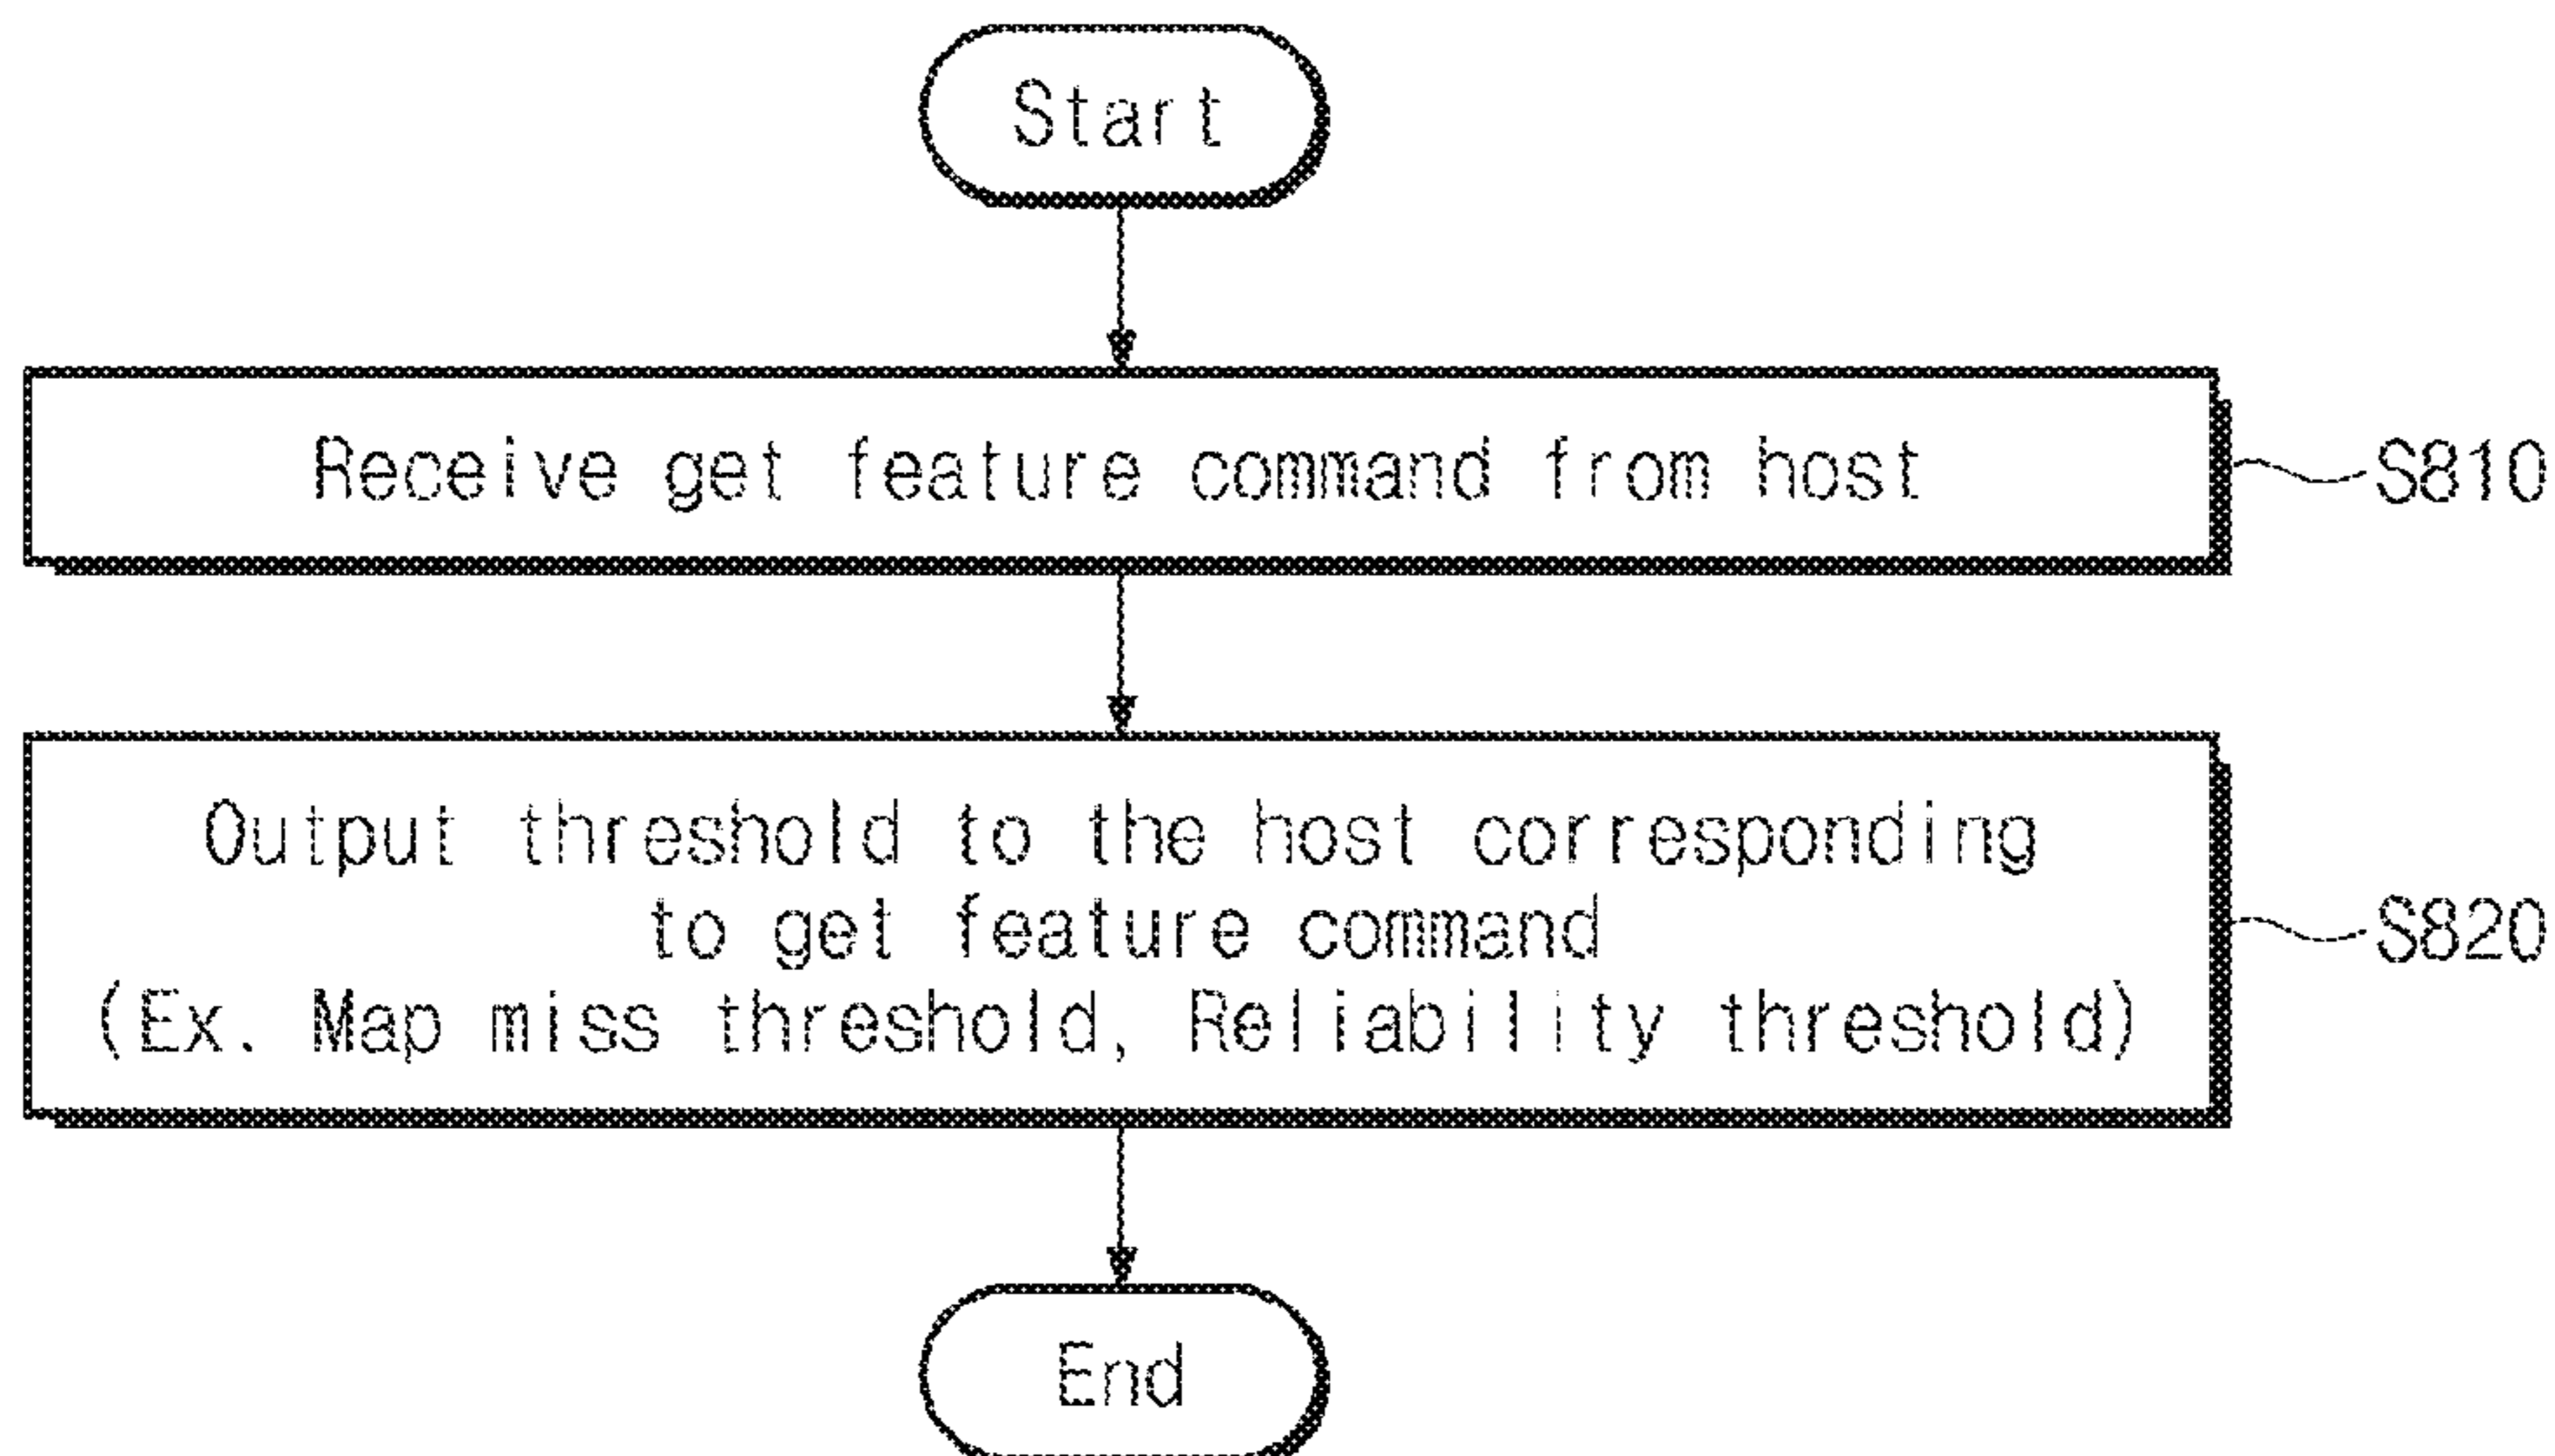 Start
Receive get feature command from host
S810
Output threshold to the host corresponding
to get feature command
(Ex. Map miss threshold, Reliability threshold)
S820
End